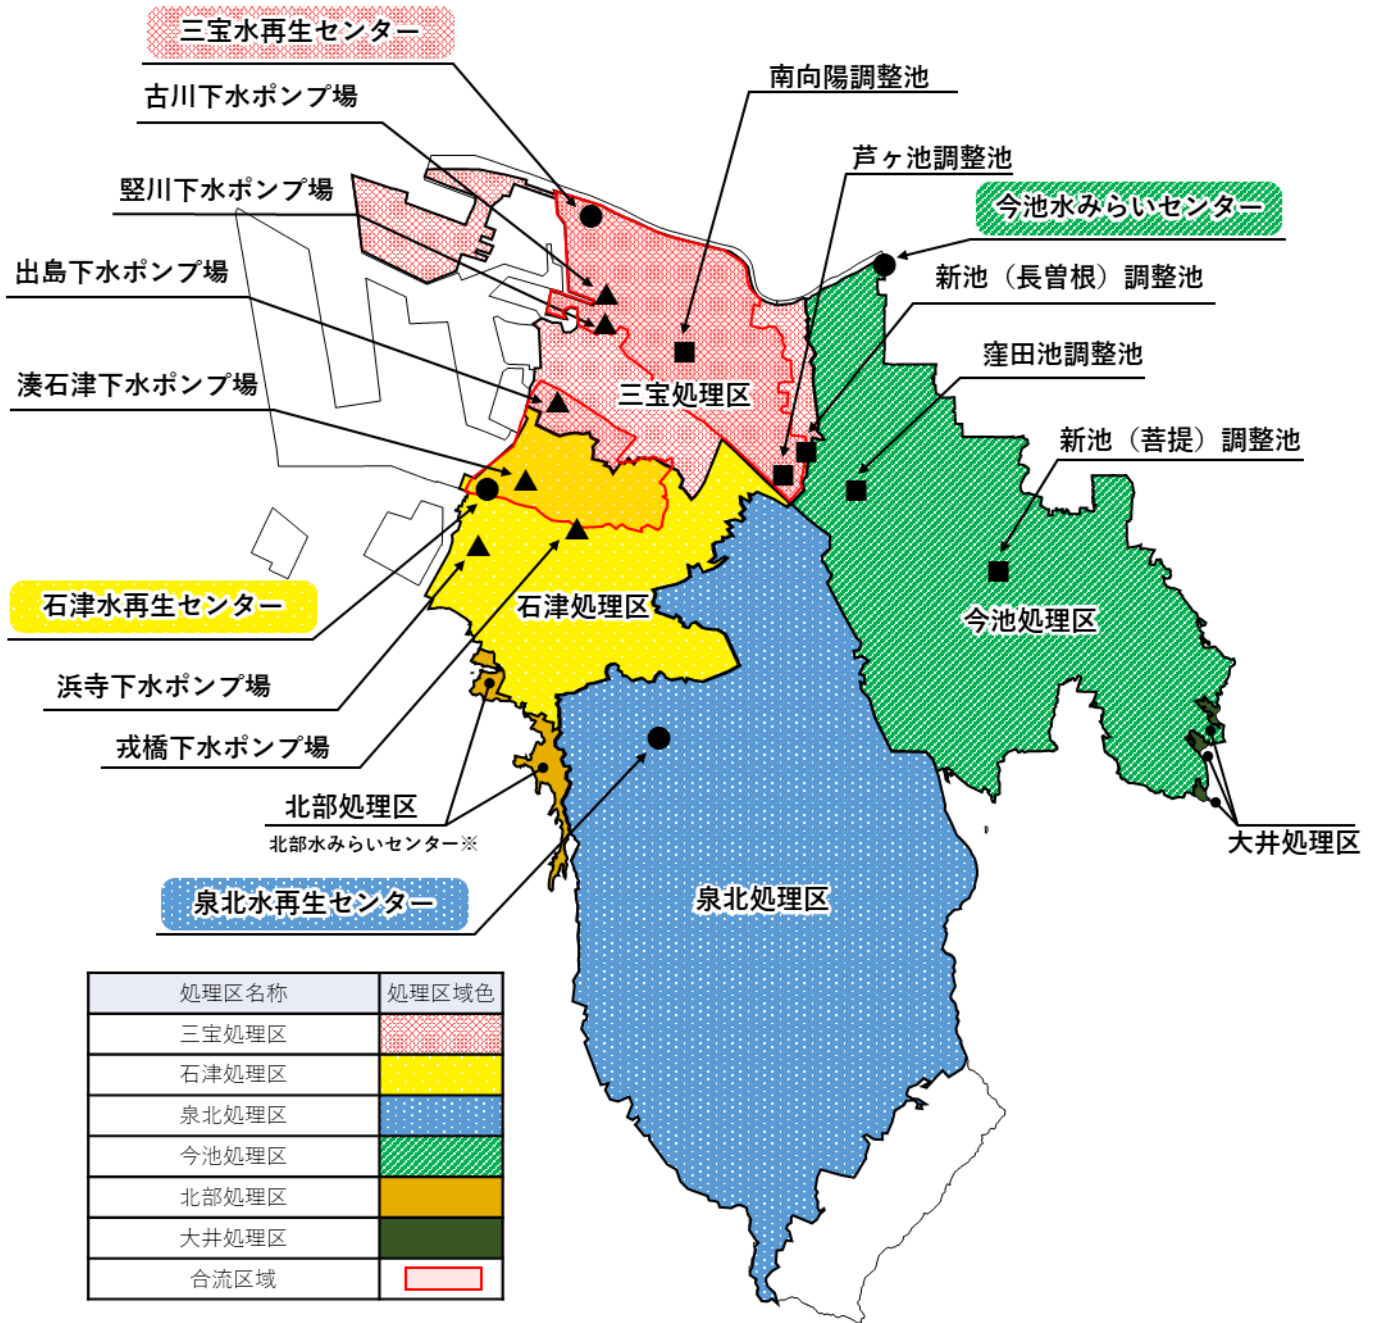 三宝水再生センター
古川下水ポンプ場
南向陽調整池
芦ヶ池調整池
竪川下水ポンプ場
今池水みらいセンター
出島下水ポンプ場
新池（長曽根）調整池
窪田池調整池
湊石津下水ポンプ場
三宝処理区
新池（菩提）調整池
石津水再生センター
石津処理区
今池処理区
浜寺下水ポンプ場
戎橋下水ポンプ場
北部処理区
北部水みらいセンター※
大井処理区
泉北水再生センター
泉北処理区
処理区名称 処理区域色
三宝処理区
石津処理区
泉北処理区
今池処理区
北部処理区
大井処理区
合流区域